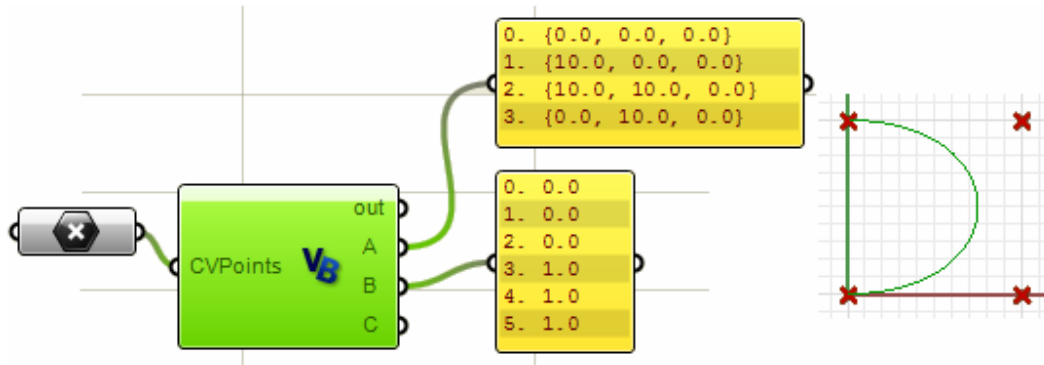 0. {0.0, 0.0, 0.0}
1. {10.0, 0.0, 0.0}
2. {10.0, 10.0, 0.0}
3. {0.0, 10.0, 0.0}
out
A
CVPoints
VB
B
C
0. 0.0
1. 0.0
2. 0.0
3. 1.0
4. 1.0
5. 1.0